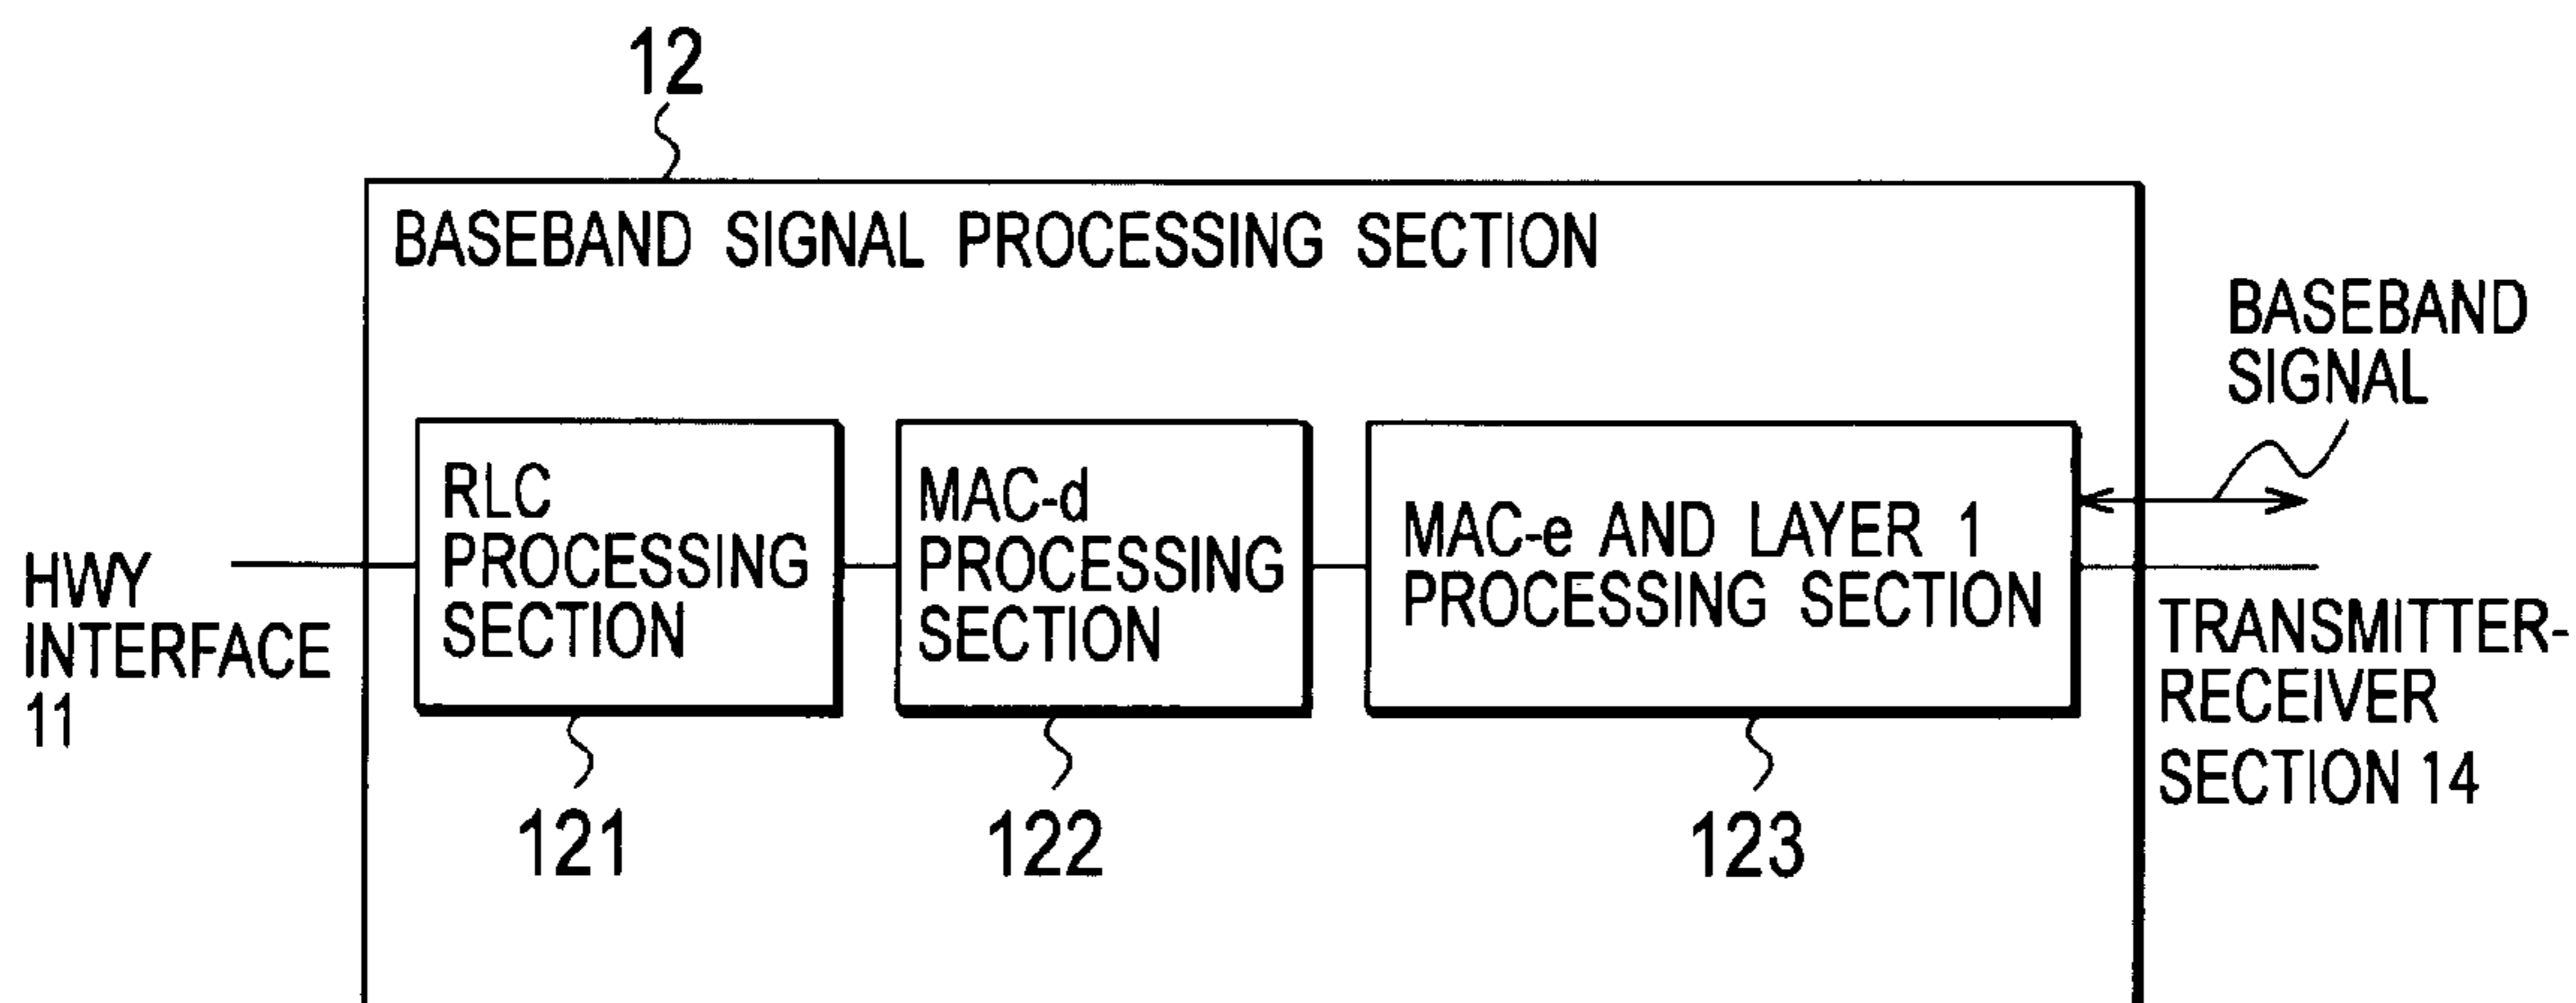 12
BASEBAND SIGNAL PROCESSING SECTION
BASEBAND
SIGNAL
RLC
PROCESSING
SECTION
MAC-d
PROCESSING
SECTION
MAC-e AND LAYER 1
PROCESSING SECTION
HWY
INTERFACE
11
TRANSMITTER-
RECEIVER
SECTION 14
121
122
123